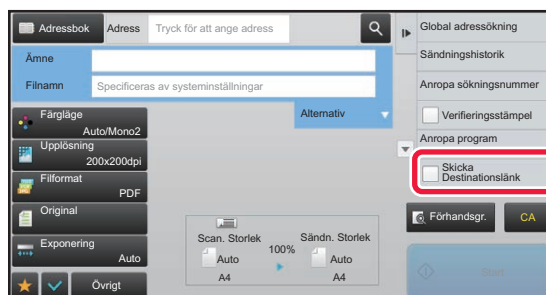 Adressbok
Adress
Tryck för att ange adress
Ämne
Filnamn
Specificeras av systeminställningar
Alternativ
Färgläge
Auto/Mono2
Upplösning
200x200dpi
Filformat
PDF
Original
Exponering
Auto
Övrigt
Scan. Storlek
100%
Sändn. Storlek
Auto
Auto
A4
A4
Global adressökning
Sändningshistorik
Anropa sökningsnummer
Verifieringsstämpel
Anropa program
Skicka
Destinationslänk
Förhandsgr.
CA
Start